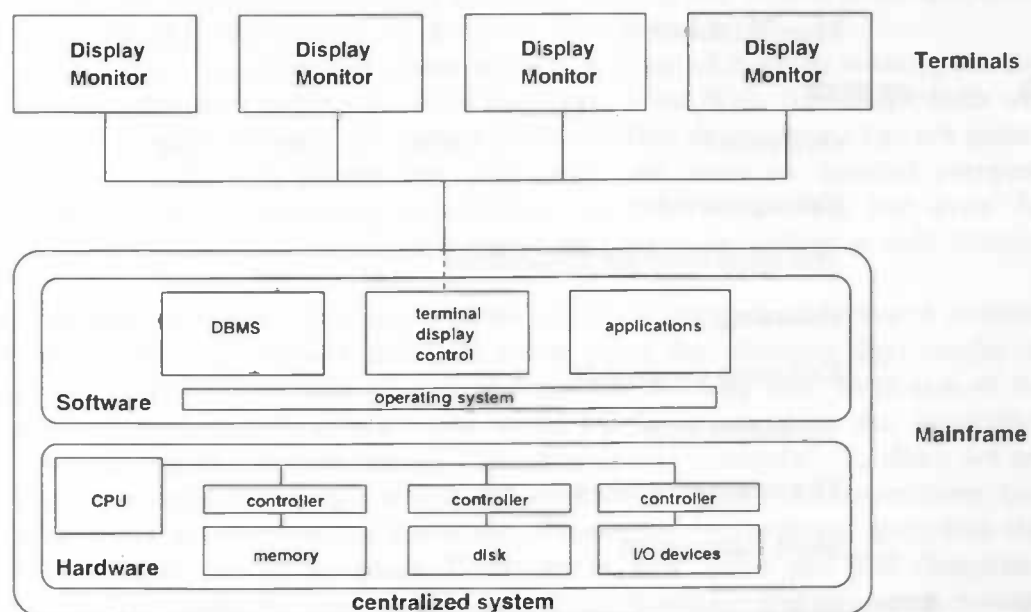 Display Monitor
Display Monitor
Display Monitor
Display Monitor
Terminals
DBMS
terminal display control
applications
Software
operating system
Mainframe
CPU
controller
controller
controller
memory
disk
I/O devices
Hardware
centralized system